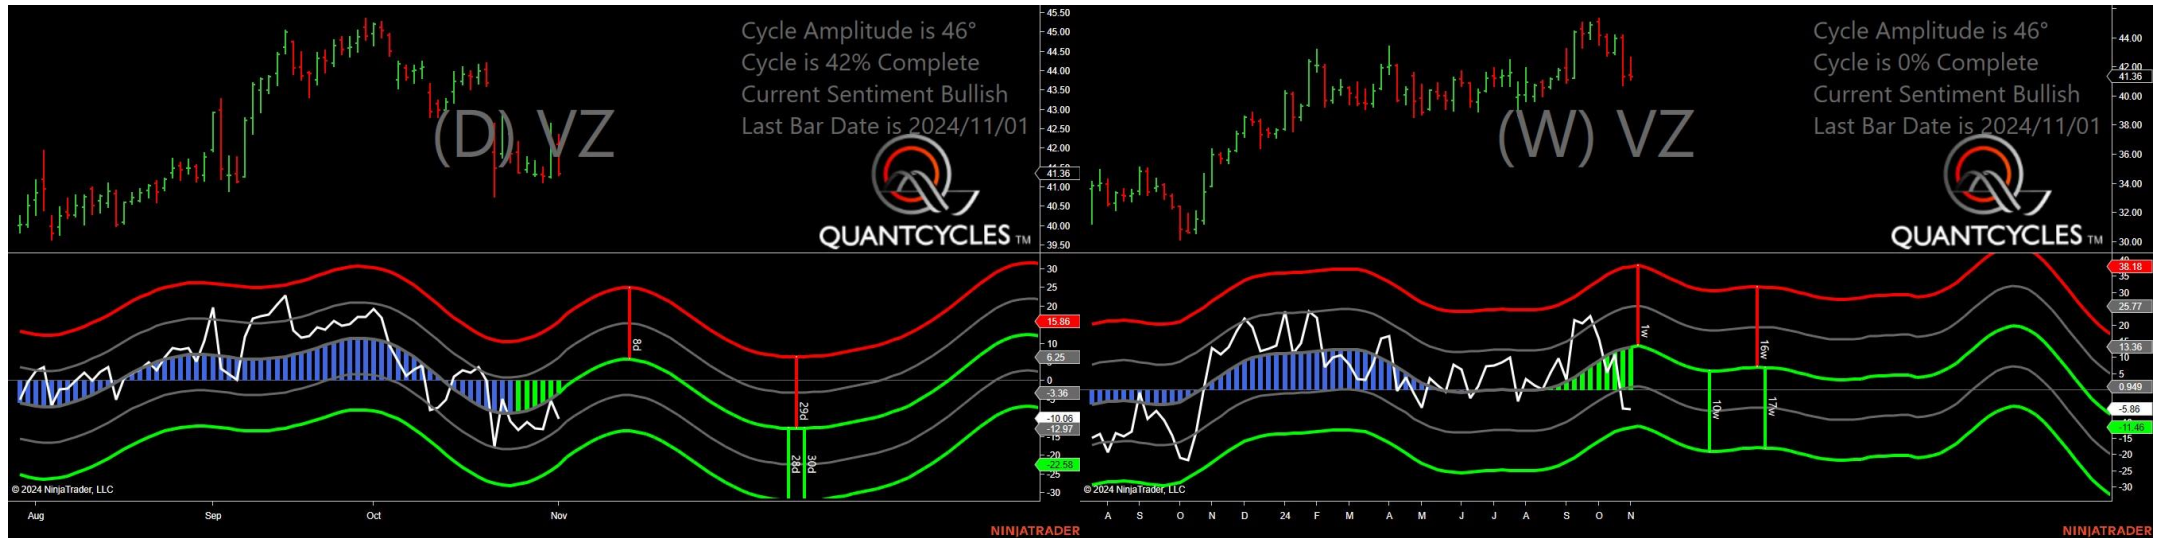 Cycle Amplitude is 46°
Cycle is 42% Complete
Current Sentiment Bullish
Last Bar Date is 2024/11/01
(D) VZ
QUANTCYCLES TM
45.50
45.00
44.50
44.00
43.50
43.00
42.50
42.00
41.36
41.00
40.50
40.00
39.50
30
25
20
15.86
10
6.25
0
-3.36
-10.06
-12.97
-15
-20
-22.58
-25
-30
8d
29d
28d
30d
© 2024 NinjaTrader, LLC
Aug
Sep
Oct
Nov
NINJATRADER
Cycle Amplitude is 46°
Cycle is 0% Complete
Current Sentiment Bullish
Last Bar Date is 2024/11/01
(W) VZ
QUANTCYCLES TM
44.00
42.00
41.36
40.00
38.00
36.00
34.00
32.00
30.00
38.18
35
30
25.77
20
15
13.36
10
5
0.949
-5.86
-11.46
-15
-20
-25
-30
1w
16w
10w
17w
© 2024 NinjaTrader, LLC
A
S
O
N
D
24
F
M
A
M
J
J
A
S
O
N
NINJATRADER